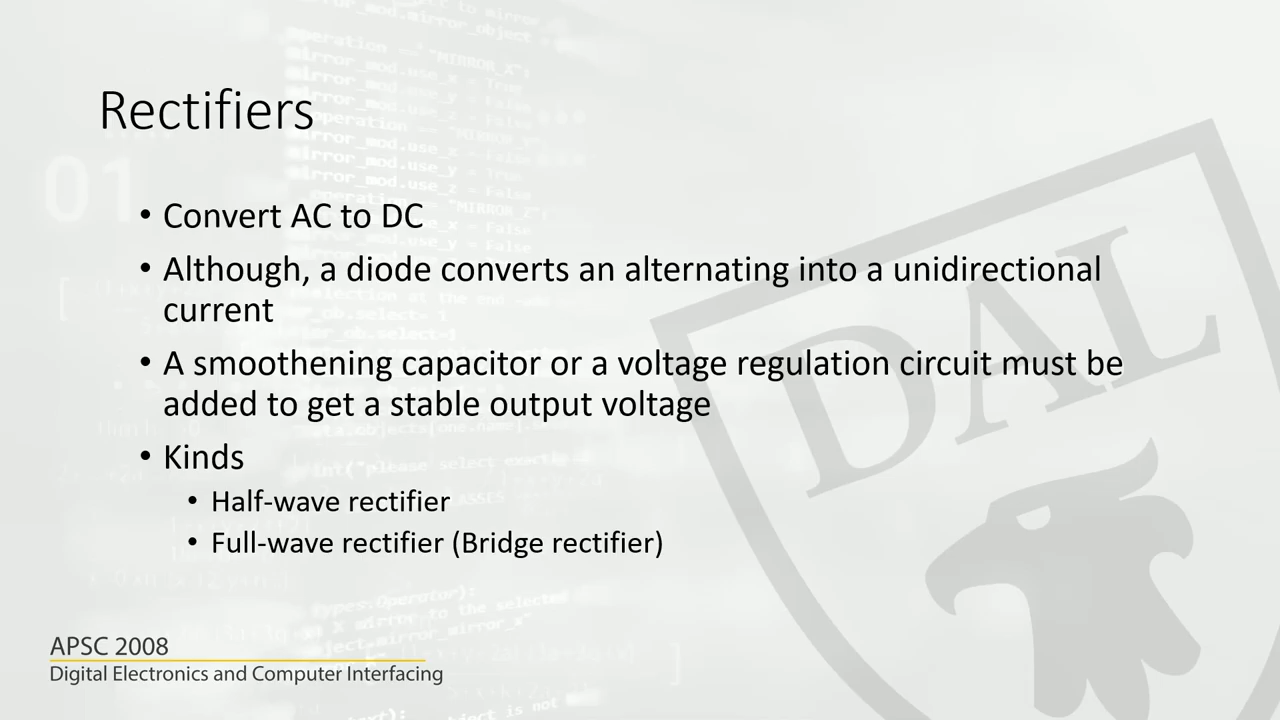 Rectifiers
• Convert AC to DC
• Although, a diode converts an alternating into a unidirectional
current
• A smoothening capacitor or a voltage regulation circuit must be
added to get a stable output voltage
• Kinds
• Half-wave rectifier
• Full-wave rectifier (Bridge rectifier)
DAL
01
APSC 2008
Digital Electronics and Computer Interfacing